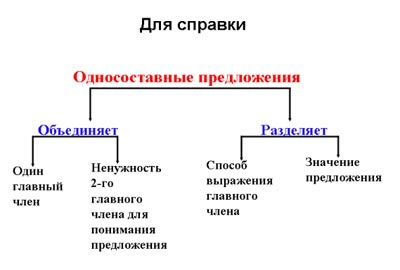 Для справки
Односоставные предложения
Объединяет
Разделяет
Один
главный
член
Ненужность
2-го
главного
члена для
понимания
предложения
Способ
выражения
главного
члена
Значение
предложения